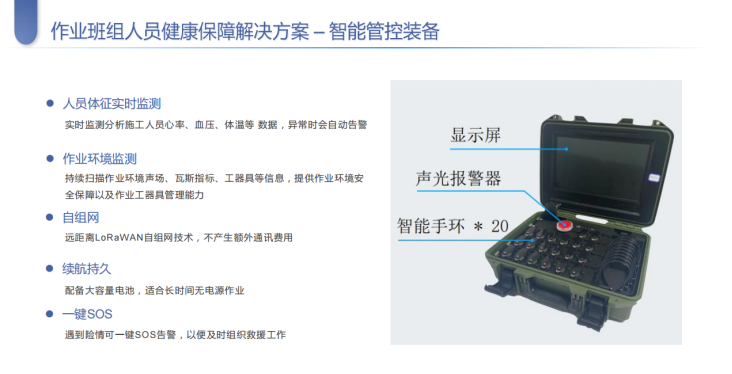 作业班组人员健康保障解决方案 – 智能管控装备
人员体征实时监测
实时监测分析施工人员心率、血压、体温等 数据，异常时会自动告警
作业环境监测
持续扫描作业环境声场、瓦斯指标、工器具等信息，提供作业环境安
全保障以及作业工器具管理能力
自组网
远距离LoRaWAN自组网技术，不产生额外通讯费用
续航持久
配备大容量电池，适合长时间无电源作业
一键SOS
遇到险情可一键SOS告警，以便及时组织救援工作
显示屏
声光报警器
智能手环 * 20